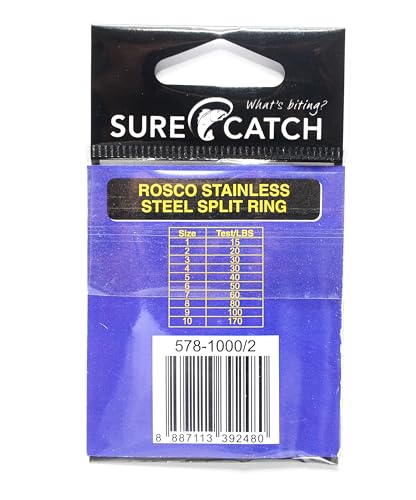 What's biting?
SURE CATCH
ROSCO STAINLESS
STEEL SPLIT RING
Size Test/LBS
1 15
2 20
3 30
4 30
5 40
6 50
7 60
8 80
9 100
10 170
578-1000/2
8 887113 392480